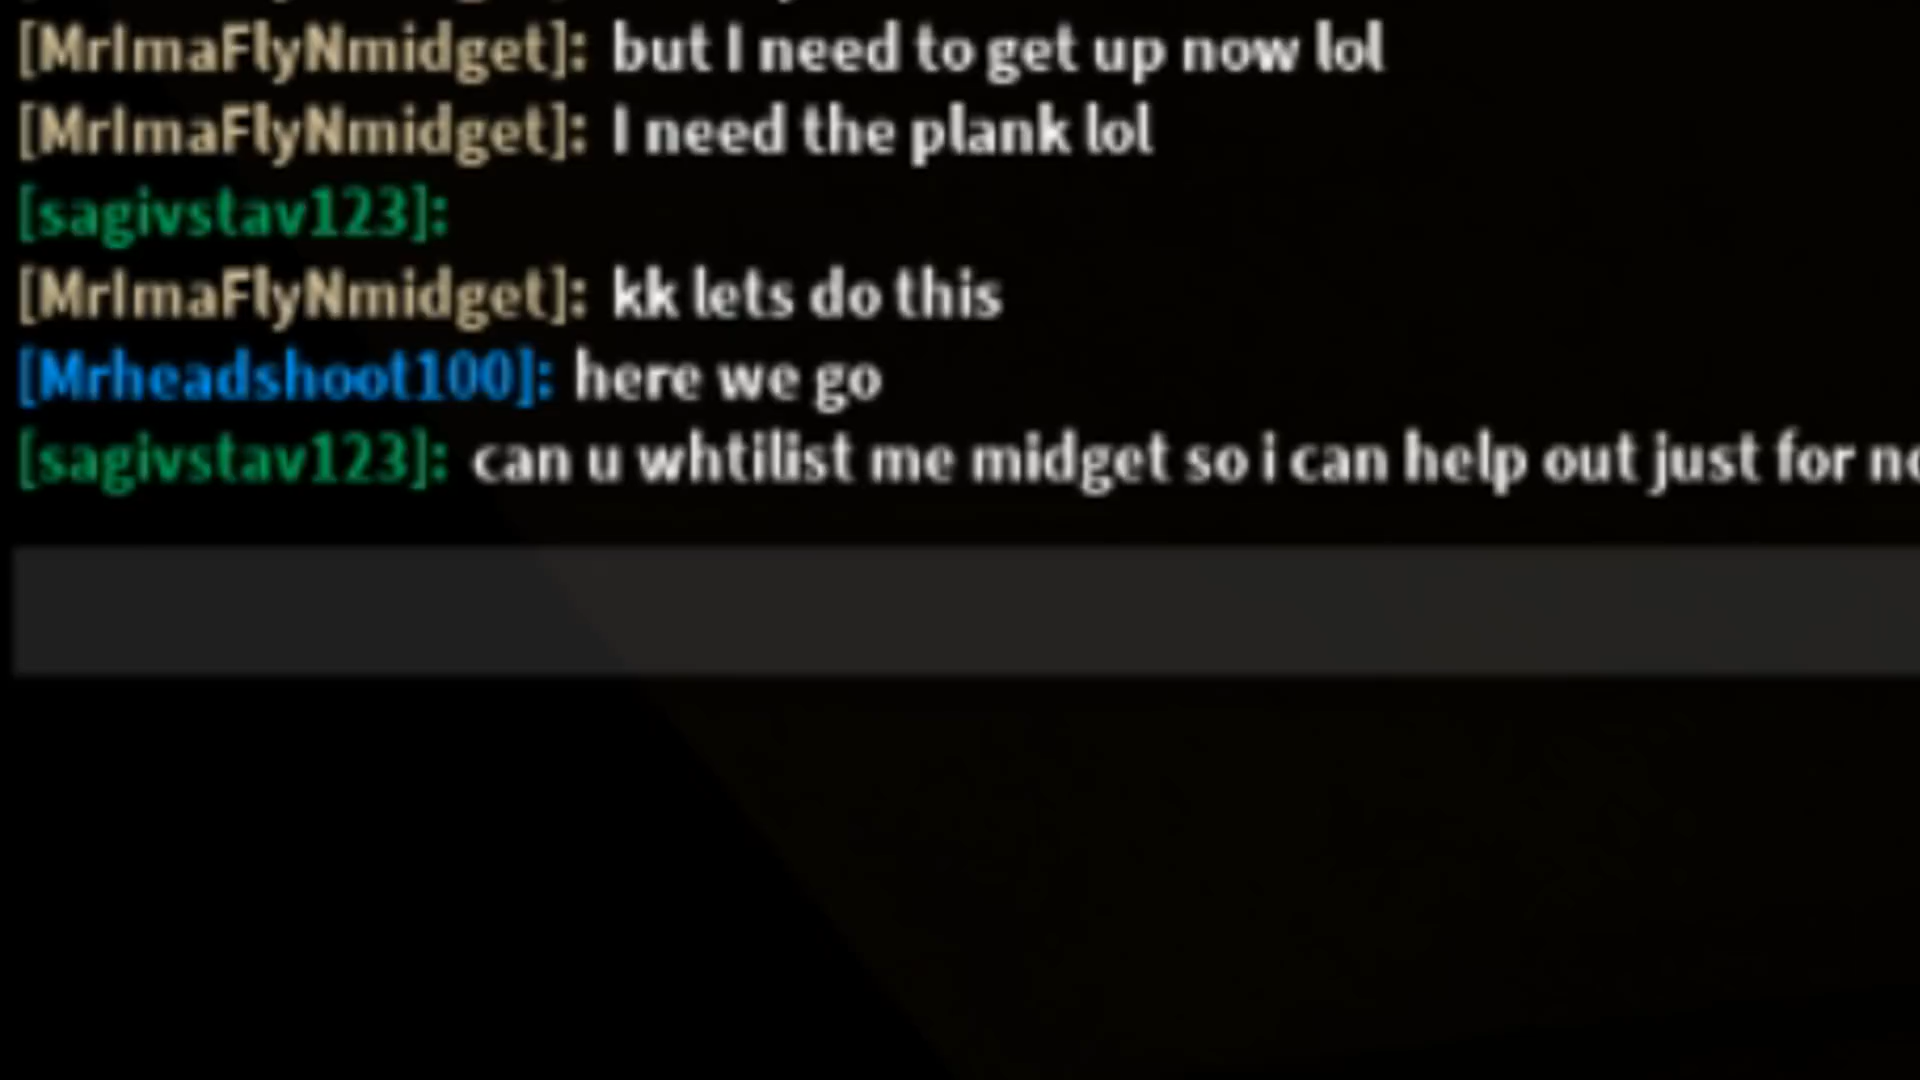 [MrImaFlyNmidget]: but I need to get up now lol
[MrImaFlyNmidget]: I need the plank lol
[sagivstav123]:
[MrImaFlyNmidget]: kk lets do this
[Mrheadshoot100]: here we go
[sagivstav123]: can u whtilist me midget so i can help out just for